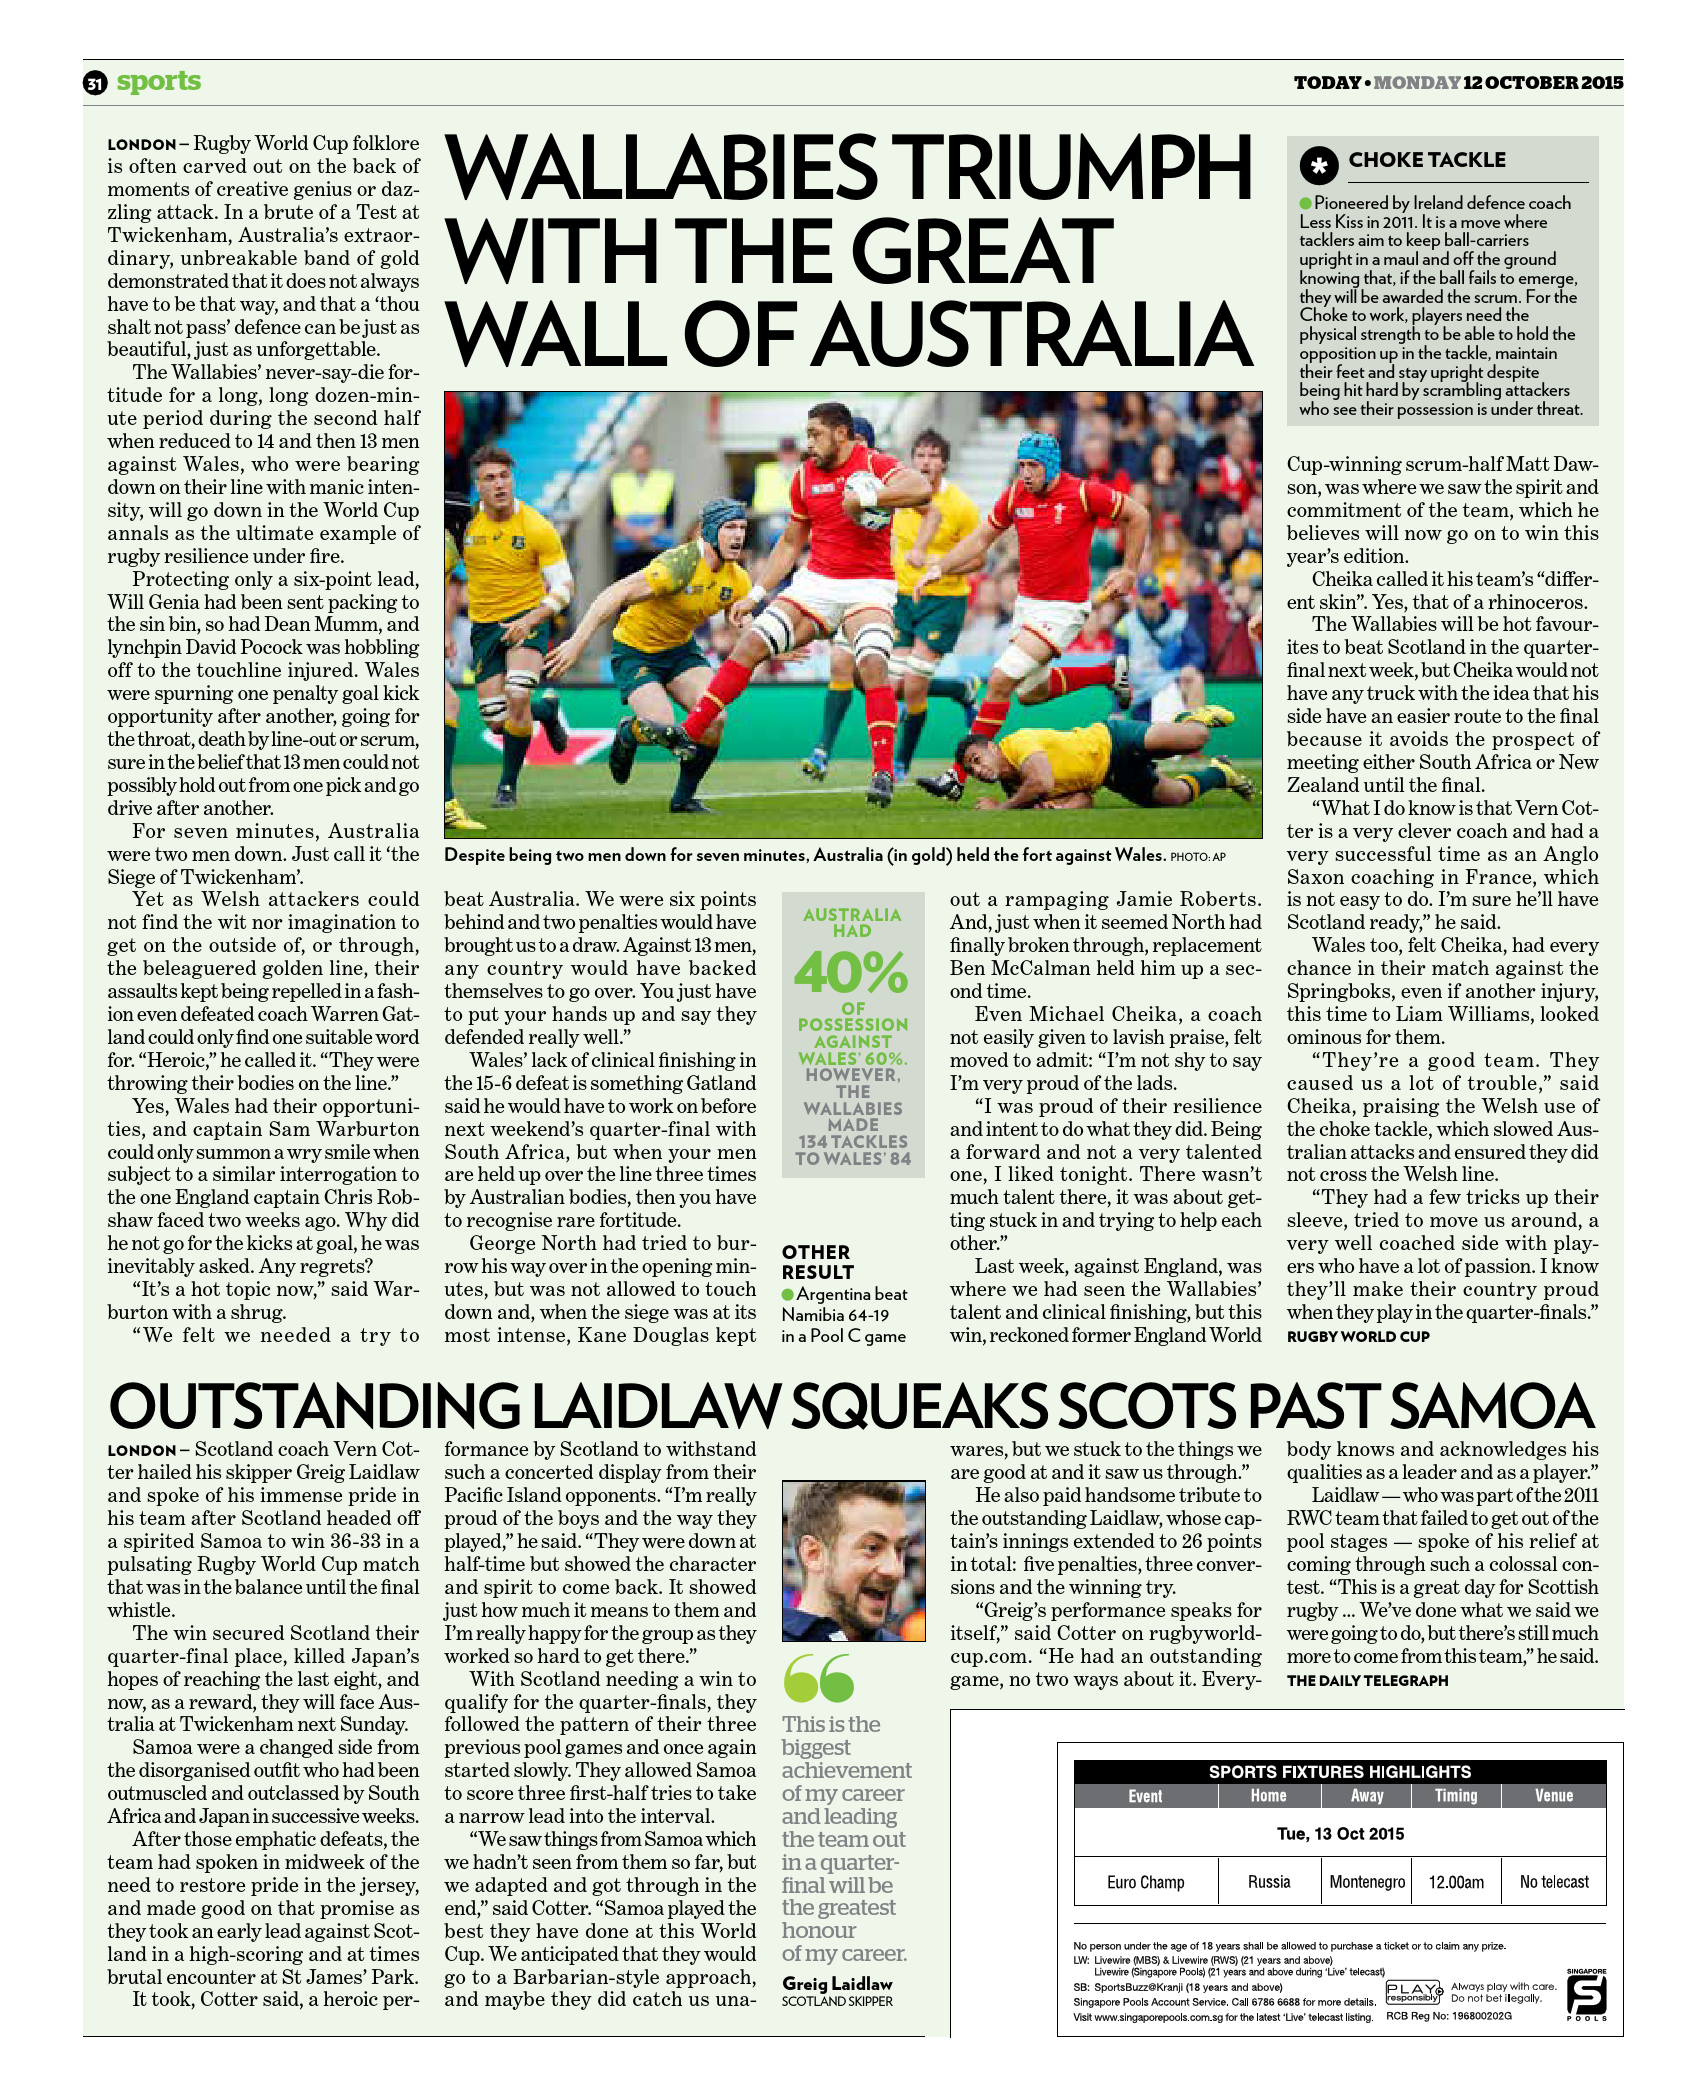 31 sports
TODAY • MONDAY 12 OCTOBER 2015
WALLABIES TRIUMPH
WITH THE GREAT
WALL OF AUSTRALIA
LONDON – Rugby World Cup folklore
is often carved out on the back of
moments of creative genius or daz-
zling attack. In a brute of a Test at
Twickenham, Australia’s extraor-
dinary, unbreakable band of gold
demonstrated that it does not always
have to be that way, and that a ‘thou
shalt not pass’ defence can be just as
beautiful, just as unforgettable.
The Wallabies’ never-say-die for-
titude for a long, long dozen-min-
ute period during the second half
when reduced to 14 and then 13 men
against Wales, who were bearing
down on their line with manic inten-
sity, will go down in the World Cup
annals as the ultimate example of
rugby resilience under fire.
Protecting only a six-point lead,
Will Genia had been sent packing to
the sin bin, so had Dean Mumm, and
lynchpin David Pocock was hobbling
off to the touchline injured. Wales
were spurning one penalty goal kick
opportunity after another, going for
the throat, death by line-out or scrum,
sure in the belief that 13 men could not
possibly hold out from one pick and go
drive after another.
For seven minutes, Australia
were two men down. Just call it ‘the
Siege of Twickenham’.
Yet as Welsh attackers could
not find the wit nor imagination to
get on the outside of, or through,
the beleaguered golden line, their
assaults kept being repelled in a fash-
ion even defeated coach Warren Gat-
land could only find one suitable word
for. “Heroic,” he called it. “They were
throwing their bodies on the line.”
Yes, Wales had their opportuni-
ties, and captain Sam Warburton
could only summon a wry smile when
subject to a similar interrogation to
the one England captain Chris Rob-
shaw faced two weeks ago. Why did
he not go for the kicks at goal, he was
inevitably asked. Any regrets?
“It’s a hot topic now,” said War-
burton with a shrug.
“We felt we needed a try to
Despite being two men down for seven minutes, Australia (in gold) held the fort against Wales. PHOTO: AP
beat Australia. We were six points
behind and two penalties would have
brought us to a draw. Against 13 men,
any country would have backed
themselves to go over. You just have
to put your hands up and say they
defended really well.”
Wales’ lack of clinical finishing in
the 15-6 defeat is something Gatland
said he would have to work on before
next weekend’s quarter-final with
South Africa, but when your men
are held up over the line three times
by Australian bodies, then you have
to recognise rare fortitude.
George North had tried to bur-
row his way over in the opening min-
utes, but was not allowed to touch
down and, when the siege was at its
most intense, Kane Douglas kept
AUSTRALIA
HAD
40%
OF
POSSESSION
AGAINST
WALES’ 60%.
HOWEVER,
THE
WALLABIES
MADE
134 TACKLES
TO WALES’ 84
OTHER
RESULT
Argentina beat
Namibia 64-19
in a Pool C game
out a rampaging Jamie Roberts.
And, just when it seemed North had
finally broken through, replacement
Ben McCalman held him up a sec-
ond time.
Even Michael Cheika, a coach
not easily given to lavish praise, felt
moved to admit: “I’m not shy to say
I’m very proud of the lads.
“I was proud of their resilience
and intent to do what they did. Being
a forward and not a very talented
one, I liked tonight. There wasn’t
much talent there, it was about get-
ting stuck in and trying to help each
other.”
Last week, against England, was
where we had seen the Wallabies’
talent and clinical finishing, but this
win, reckoned former England World
* CHOKE TACKLE
Pioneered by Ireland defence coach
Less Kiss in 2011. It is a move where
tacklers aim to keep ball-carriers
upright in a maul and off the ground
knowing that, if the ball fails to emerge,
they will be awarded the scrum. For the
Choke to work, players need the
physical strength to be able to hold the
opposition up in the tackle, maintain
their feet and stay upright despite
being hit hard by scrambling attackers
who see their possession is under threat.
Cup-winning scrum-half Matt Daw-
son, was where we saw the spirit and
commitment of the team, which he
believes will now go on to win this
year’s edition.
Cheika called it his team’s “differ-
ent skin”. Yes, that of a rhinoceros.
The Wallabies will be hot favour-
ites to beat Scotland in the quarter-
final next week, but Cheika would not
have any truck with the idea that his
side have an easier route to the final
because it avoids the prospect of
meeting either South Africa or New
Zealand until the final.
“What I do know is that Vern Cot-
ter is a very clever coach and had a
very successful time as an Anglo
Saxon coaching in France, which
is not easy to do. I’m sure he’ll have
Scotland ready,” he said.
Wales too, felt Cheika, had every
chance in their match against the
Springboks, even if another injury,
this time to Liam Williams, looked
ominous for them.
“They’re a good team. They
caused us a lot of trouble,” said
Cheika, praising the Welsh use of
the choke tackle, which slowed Aus-
tralian attacks and ensured they did
not cross the Welsh line.
“They had a few tricks up their
sleeve, tried to move us around, a
very well coached side with play-
ers who have a lot of passion. I know
they’ll make their country proud
when they play in the quarter-finals.”
RUGBY WORLD CUP
OUTSTANDING LAIDLAW SQUEAKS SCOTS PAST SAMOA
LONDON – Scotland coach Vern Cot-
ter hailed his skipper Greig Laidlaw
and spoke of his immense pride in
his team after Scotland headed off
a spirited Samoa to win 36-33 in a
pulsating Rugby World Cup match
that was in the balance until the final
whistle.
The win secured Scotland their
quarter-final place, killed Japan’s
hopes of reaching the last eight, and
now, as a reward, they will face Aus-
tralia at Twickenham next Sunday.
Samoa were a changed side from
the disorganised outfit who had been
outmuscled and outclassed by South
Africa and Japan in successive weeks.
After those emphatic defeats, the
team had spoken in midweek of the
need to restore pride in the jersey,
and made good on that promise as
they took an early lead against Scot-
land in a high-scoring and at times
brutal encounter at St James’ Park.
It took, Cotter said, a heroic per-
formance by Scotland to withstand
such a concerted display from their
Pacific Island opponents. “I’m really
proud of the boys and the way they
played,” he said. “They were down at
half-time but showed the character
and spirit to come back. It showed
just how much it means to them and
I’m really happy for the group as they
worked so hard to get there.”
With Scotland needing a win to
qualify for the quarter-finals, they
followed the pattern of their three
previous pool games and once again
started slowly. They allowed Samoa
to score three first-half tries to take
a narrow lead into the interval.
“We saw things from Samoa which
we hadn’t seen from them so far, but
we adapted and got through in the
end,” said Cotter. “Samoa played the
best they have done at this World
Cup. We anticipated that they would
go to a Barbarian-style approach,
and maybe they did catch us una-
“
This is the
biggest
achievement
of my career
and leading
the team out
in a quarter-
final will be
the greatest
honour
of my career.
Greig Laidlaw
SCOTLAND SKIPPER
wares, but we stuck to the things we
are good at and it saw us through.”
He also paid handsome tribute to
the outstanding Laidlaw, whose cap-
tain’s innings extended to 26 points
in total: five penalties, three conver-
sions and the winning try.
“Greig’s performance speaks for
itself,” said Cotter on rugbyworld-
cup.com. “He had an outstanding
game, no two ways about it. Every-
body knows and acknowledges his
qualities as a leader and as a player.”
Laidlaw — who was part of the 2011
RWC team that failed to get out of the
pool stages — spoke of his relief at
coming through such a colossal con-
test. “This is a great day for Scottish
rugby ... We’ve done what we said we
were going to do, but there’s still much
more to come from this team,” he said.
THE DAILY TELEGRAPH
SPORTS FIXTURES HIGHLIGHTS
Event Home Away Timing Venue
Tue, 13 Oct 2015
Euro Champ Russia Montenegro 12.00am No telecast
No person under the age of 18 years shall be allowed to purchase a ticket or to claim any prize.
LW: Livewire (MBS) & Livewire (RWS) (21 years and above)
Livewire (Singapore Pools) (21 years and above during ‘Live’ telecast)
SB: SportsBuzz@Kranji (18 years and above)
Singapore Pools Account Service. Call 6786 6688 for more details.
Visit www.singaporepools.com.sg for the latest ‘Live’ telecast listing.
PLAY
responsibly
Always play with care.
Do not bet illegally.
RCB Reg No: 196800202G
SINGAPORE
POOLS